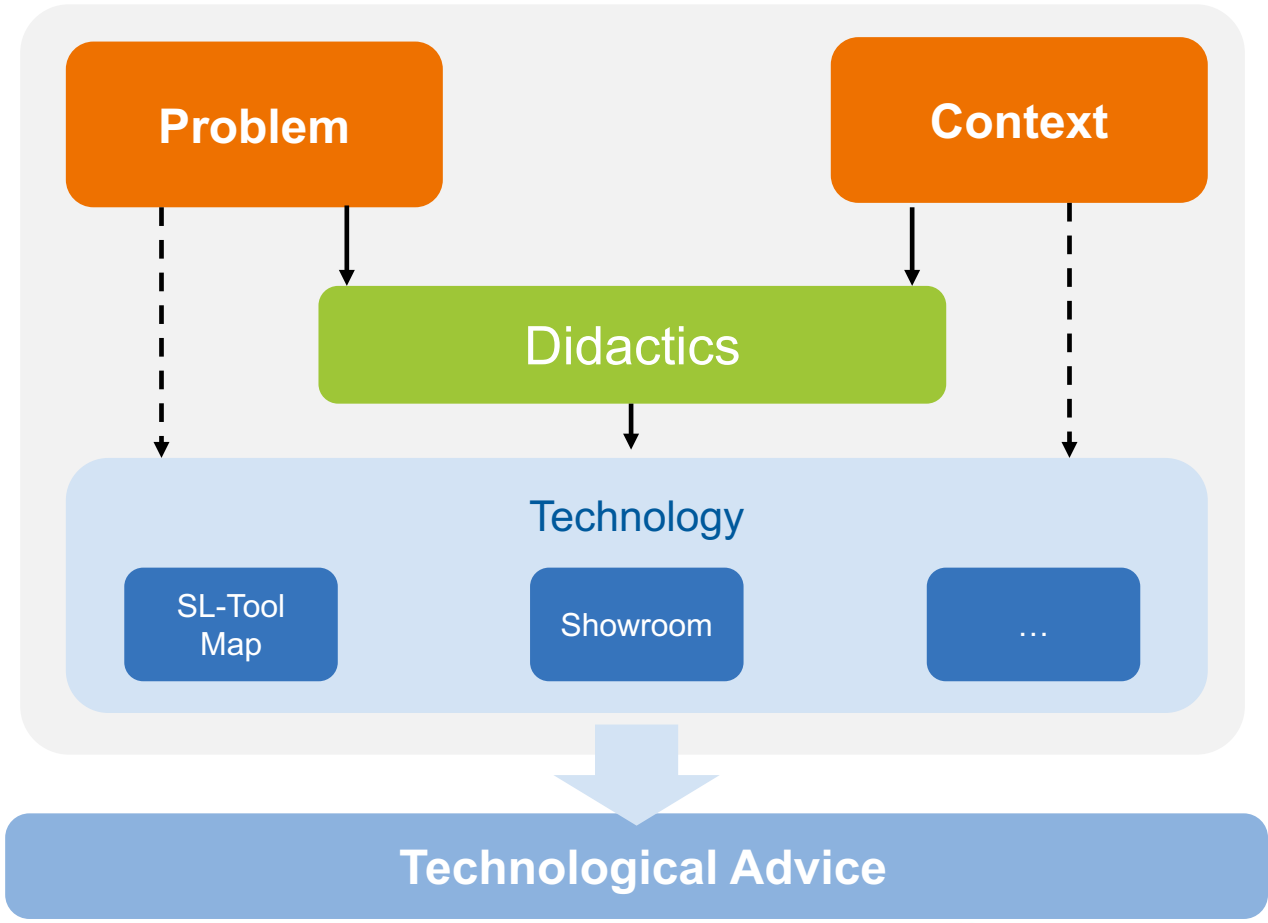 Problem
Context
Didactics
Technology
SL-Tool
Map
Showroom
…
Technological Advice